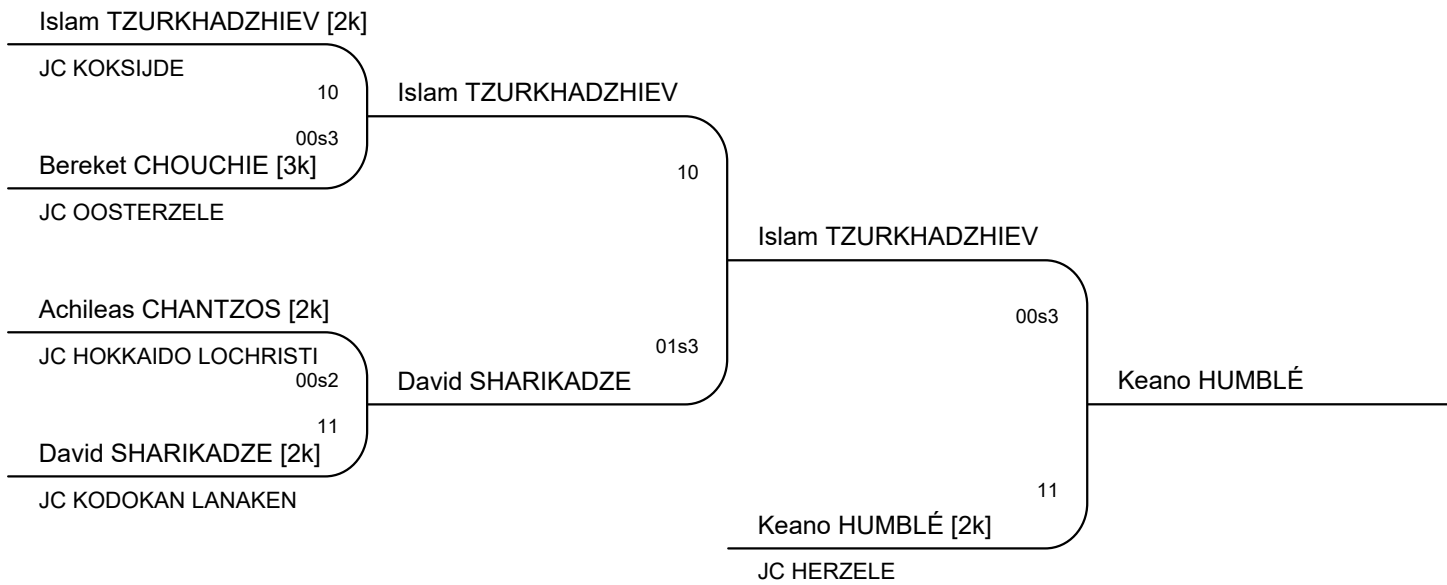 Islam TZURKHADZHIEV [2k]
JC KOKSIJDE
10
00s3
Bereket CHOUCHIE [3k]
JC OOSTERZELE
Achileas CHANTZOS [2k]
JC HOKKAIDO LOCHRISTI
00s2
11
David SHARIKADZE [2k]
JC KODOKAN LANAKEN
Islam TZURKHADZHIEV
10
01s3
David SHARIKADZE
Islam TZURKHADZHIEV
00s3
11
Keano HUMBLÉ [2k]
JC HERZELE
Keano HUMBLÉ